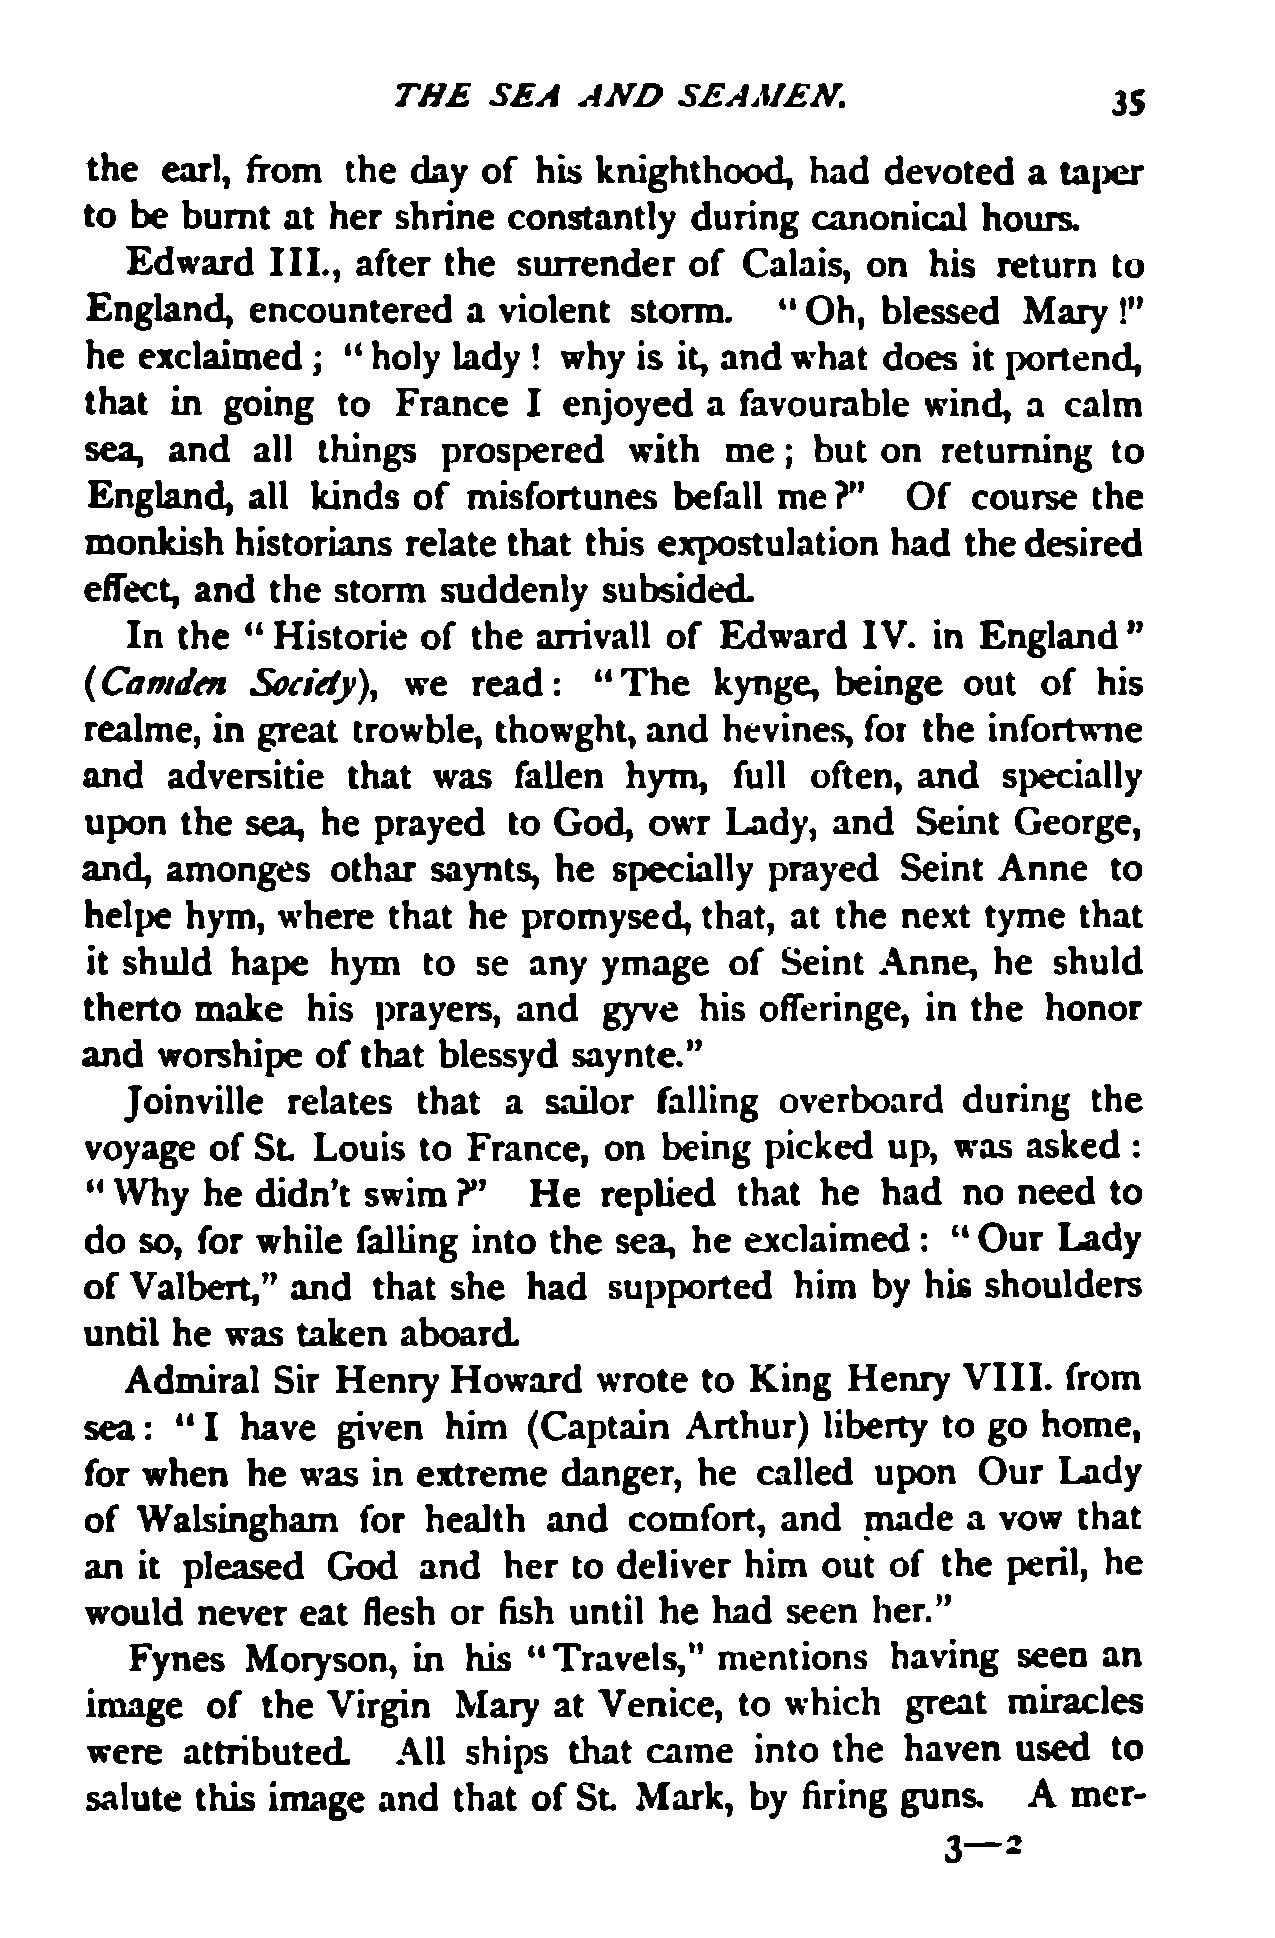 THE SEA AND SEAMEN. 35
the earl, from the day of his knighthood, had devoted a taper
to be burnt at her shrine constantly during canonical hours.
Edward III., after the surrender of Calais, on his return to
England, encountered a violent storm. "Oh, blessed Mary!"
he exclaimed; "holy lady! why is it, and what does it portend,
that in going to France I enjoyed a favourable wind, a calm
sea, and all things prospered with me; but on returning to
England, all kinds of misfortunes befall me?" Of course the
monkish historians relate that this expostulation had the desired
effect, and the storm suddenly subsided.
In the "Historie of the arrivall of Edward IV. in England"
(Camden Society), we read: "The kynge, beinge out of his
realme, in great trowble, thowght, and hevines, for the infortwne
and adversitie that was fallen hym, full often, and specially
upon the sea, he prayed to God, owr Lady, and Seint George,
and, amonges othar saynts, he specially prayed Seint Anne to
helpe hym, where that he promysed, that, at the next tyme that
it shuld hape hym to se any ymage of Seint Anne, he shuld
therto make his prayers, and gyve his offeringe, in the honor
and worshipe of that blessyd saynte."
Joinville relates that a sailor falling overboard during the
voyage of St. Louis to France, on being picked up, was asked:
"Why he didn't swim?" He replied that he had no need to
do so, for while falling into the sea, he exclaimed: "Our Lady
of Valbert," and that she had supported him by his shoulders
until he was taken aboard.
Admiral Sir Henry Howard wrote to King Henry VIII. from
sea: "I have given him (Captain Arthur) liberty to go home,
for when he was in extreme danger, he called upon Our Lady
of Walsingham for health and comfort, and made a vow that
an it pleased God and her to deliver him out of the peril, he
would never eat flesh or fish until he had seen her."
Fynes Moryson, in his "Travels," mentions having seen an
image of the Virgin Mary at Venice, to which great miracles
were attributed. All ships that came into the haven used to
salute this image and that of St. Mark, by firing guns. A mer-
3—2